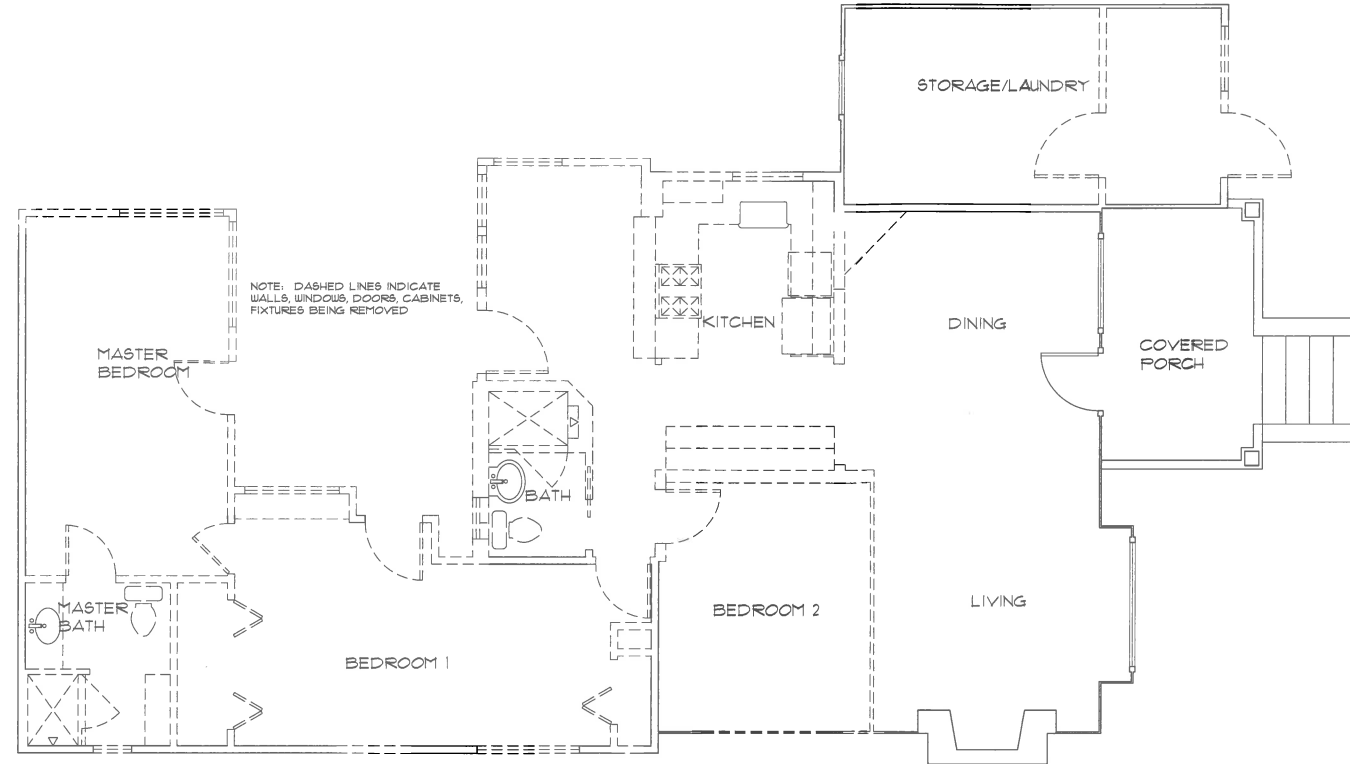 STORAGE/LAUNDRY
NOTE: DASHED LINES INDICATE
WALLS, WINDOWS, DOORS, CABINETS,
FIXTURES BEING REMOVED
KITCHEN
DINING
COVERED
PORCH
MASTER
BEDROOM
BATH
MASTER
BATH
BEDROOM 2
LIVING
BEDROOM 1